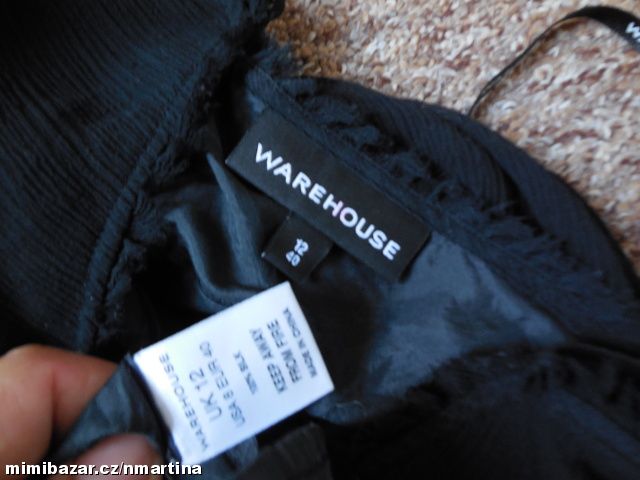 WAREHOUSE
12
40
WAREHOUSE
UK 12
US 8 EUR 40
100% SILK
KEEP AWAY
FROM FIRE
MADE IN CHINA
mimibazar.cz/nmartina